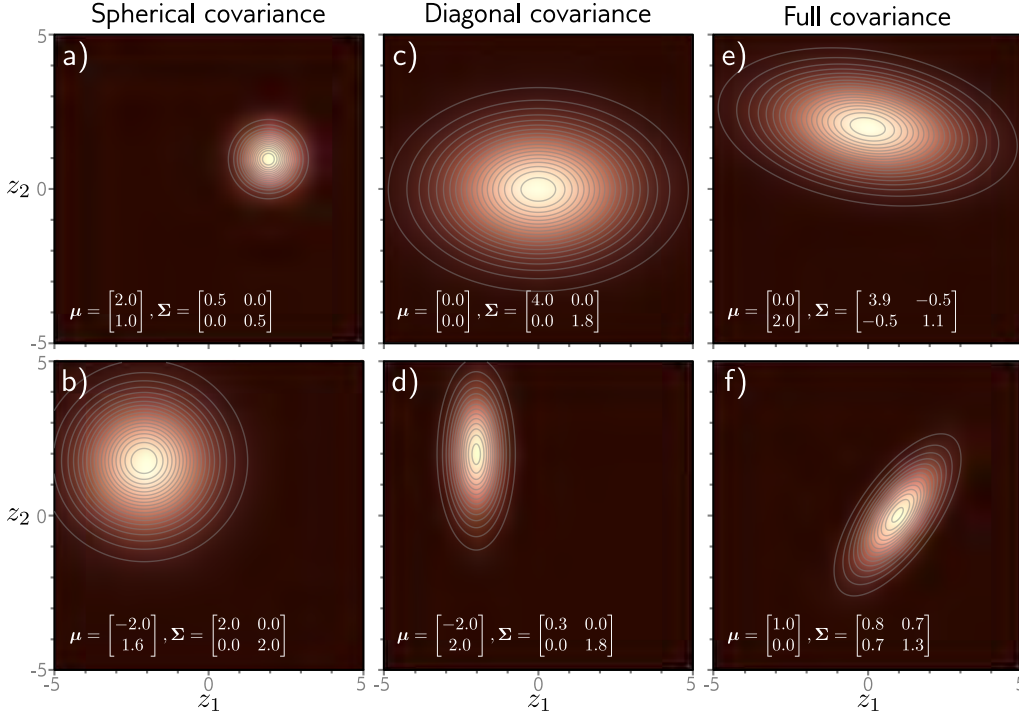 Spherical covariance
Diagonal covariance
Full covariance
5
a)
c)
e)
z₂ 0
μ = [2.0 1.0], Σ = [0.5 0.0 0.0 0.5]
μ = [0.0 0.0], Σ = [4.0 0.0 0.0 1.8]
μ = [0.0 2.0], Σ = [3.9 −0.5 −0.5 1.1]
-5
5
b)
d)
f)
z₂ 0
μ = [−2.0 1.6], Σ = [2.0 0.0 0.0 2.0]
μ = [−2.0 2.0], Σ = [0.3 0.0 0.0 1.8]
μ = [1.0 0.0], Σ = [0.8 0.7 0.7 1.3]
-5
-5 0 5
-5 0 5
-5 0 5
z₁
z₁
z₁